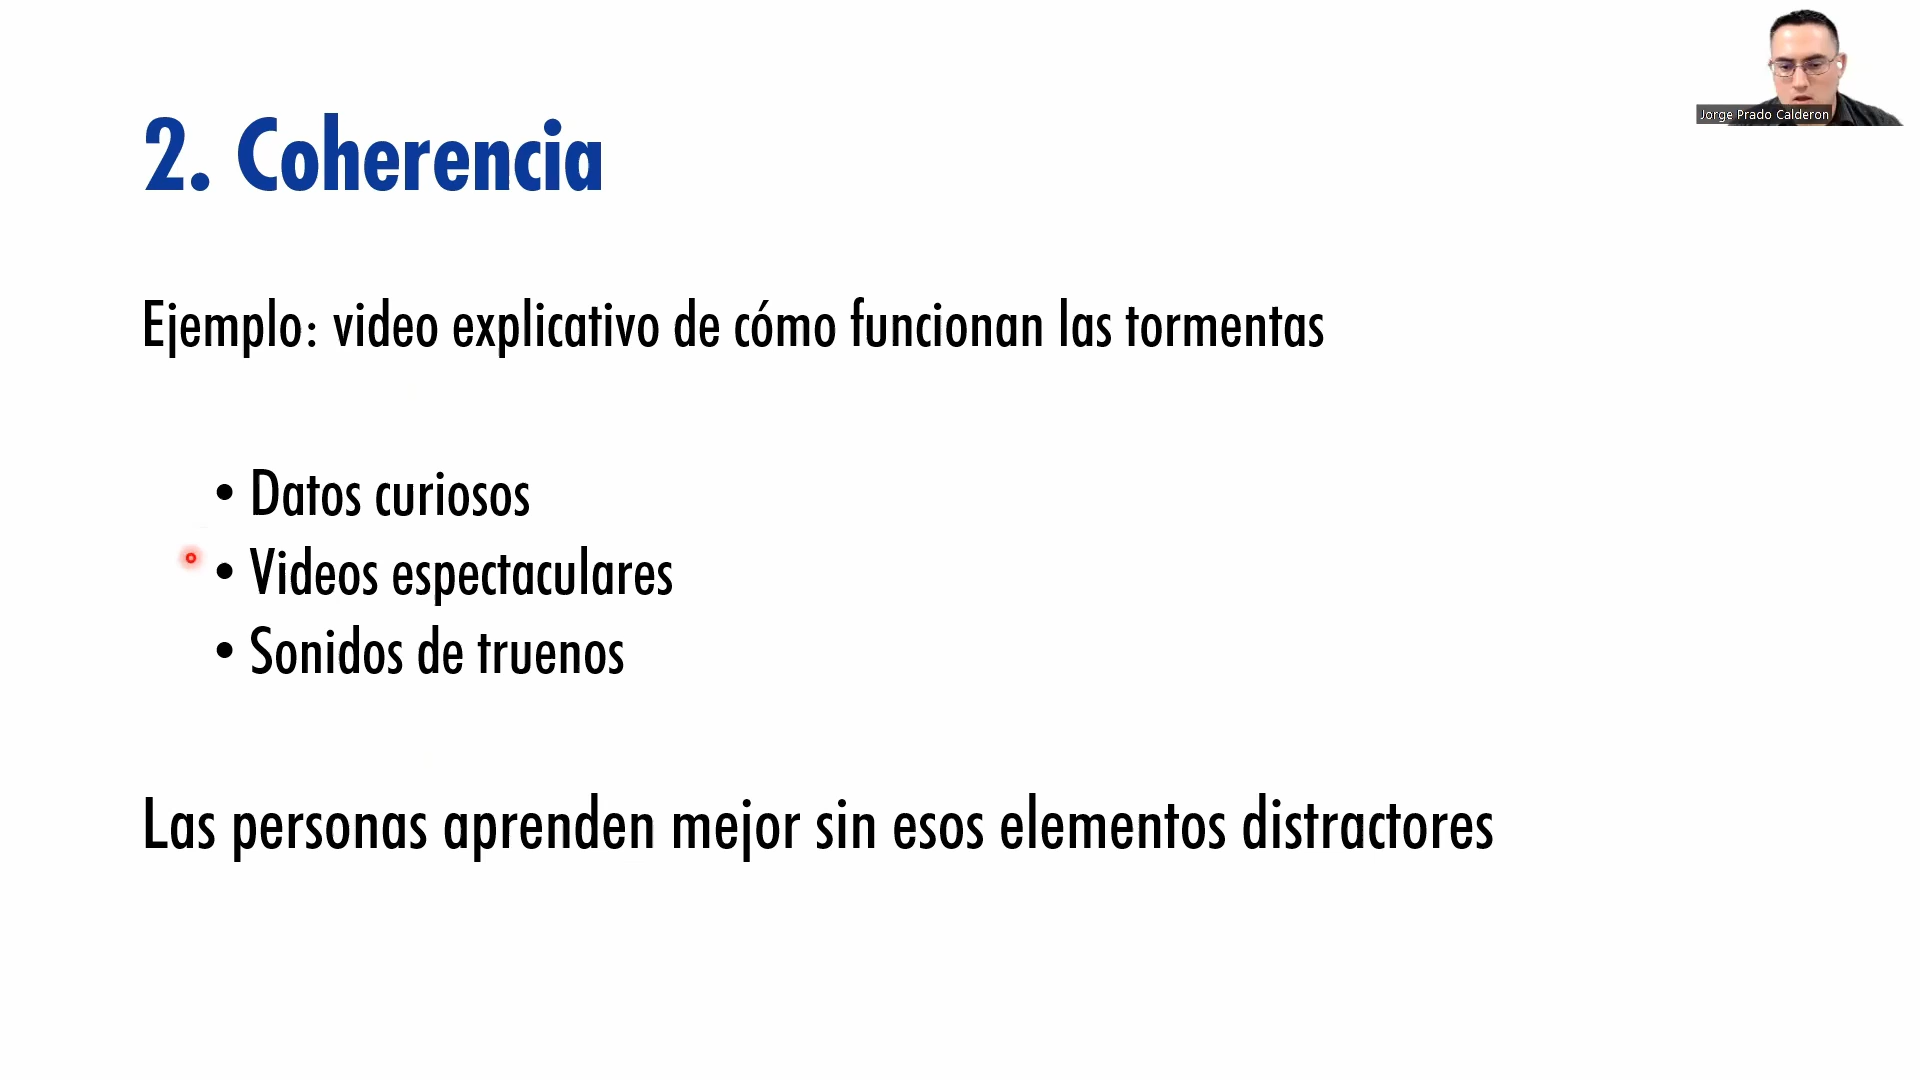 Jorge Prado Calderon
2. Coherencia
Ejemplo: video explicativo de cómo funcionan las tormentas
• Datos curiosos
• Videos espectaculares
• Sonidos de truenos
Las personas aprenden mejor sin esos elementos distractores